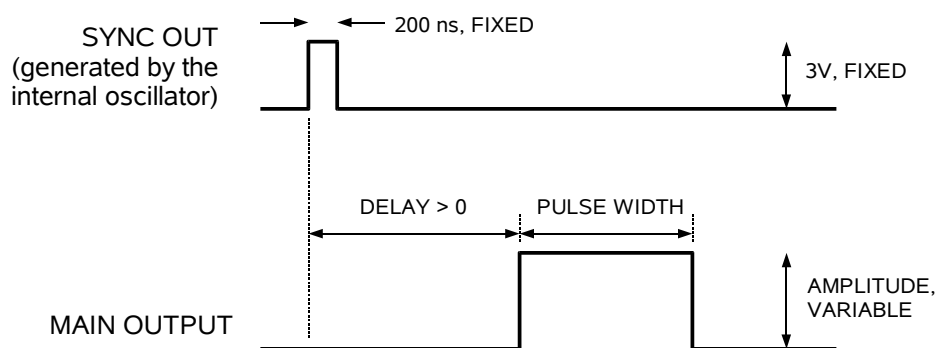 200 ns, FIXED
SYNC OUT
(generated by the
internal oscillator)
3V, FIXED
DELAY > 0
PULSE WIDTH
AMPLITUDE,
VARIABLE
MAIN OUTPUT